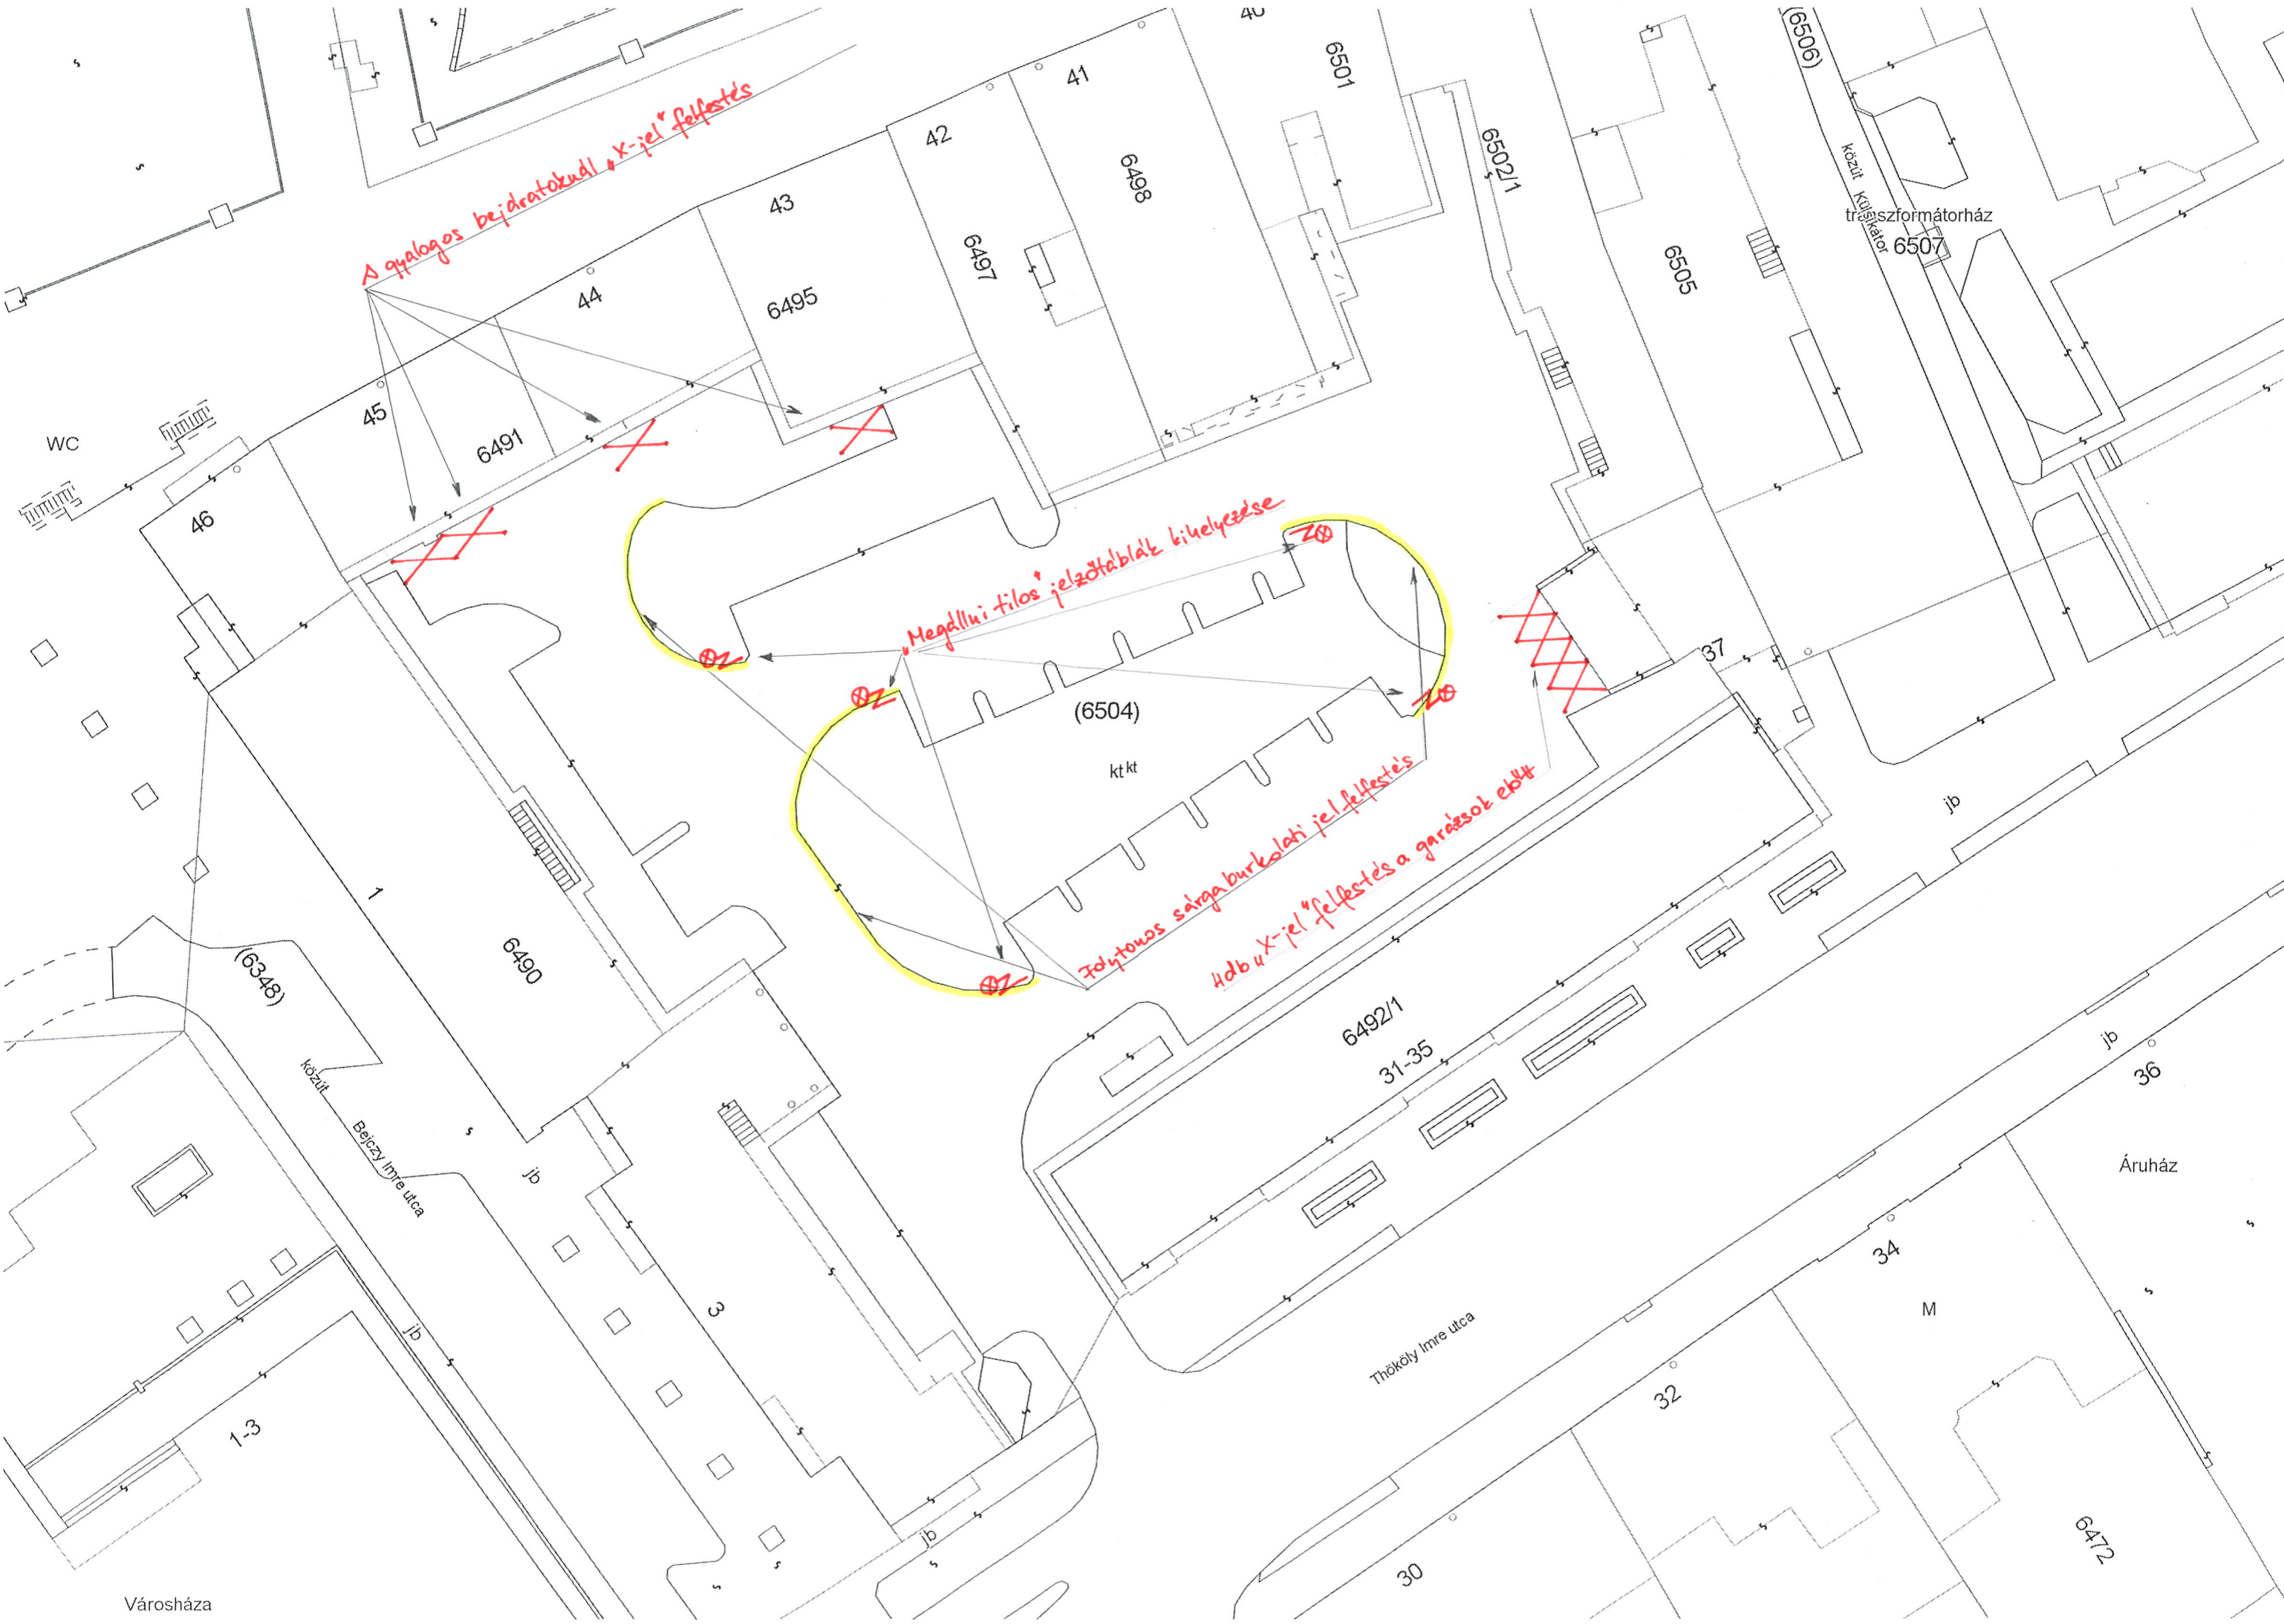 6501
(6506)
41
42
6502/1
A gyalogos bejáratoknál „X-jel" felfestés
6498
közút Külsikátor
43
transzformátorház
6507
6497
6505
44
6495
45
WC
6491
46
„Megállni tilos" jelzőtáblák kihelyezése
37
(6504)
kt kt
Folytonos sárga burkolati jel felfestés
4db „X-jel" felfestés a garázsok előtt
jb
1
6490
(6348)
6492/1
31-35
jb
36
közút
Bejczy Imre utca
jb
Áruház
34
3
M
jb
Thököly Imre utca
32
1-3
jb
30
6472
Városháza